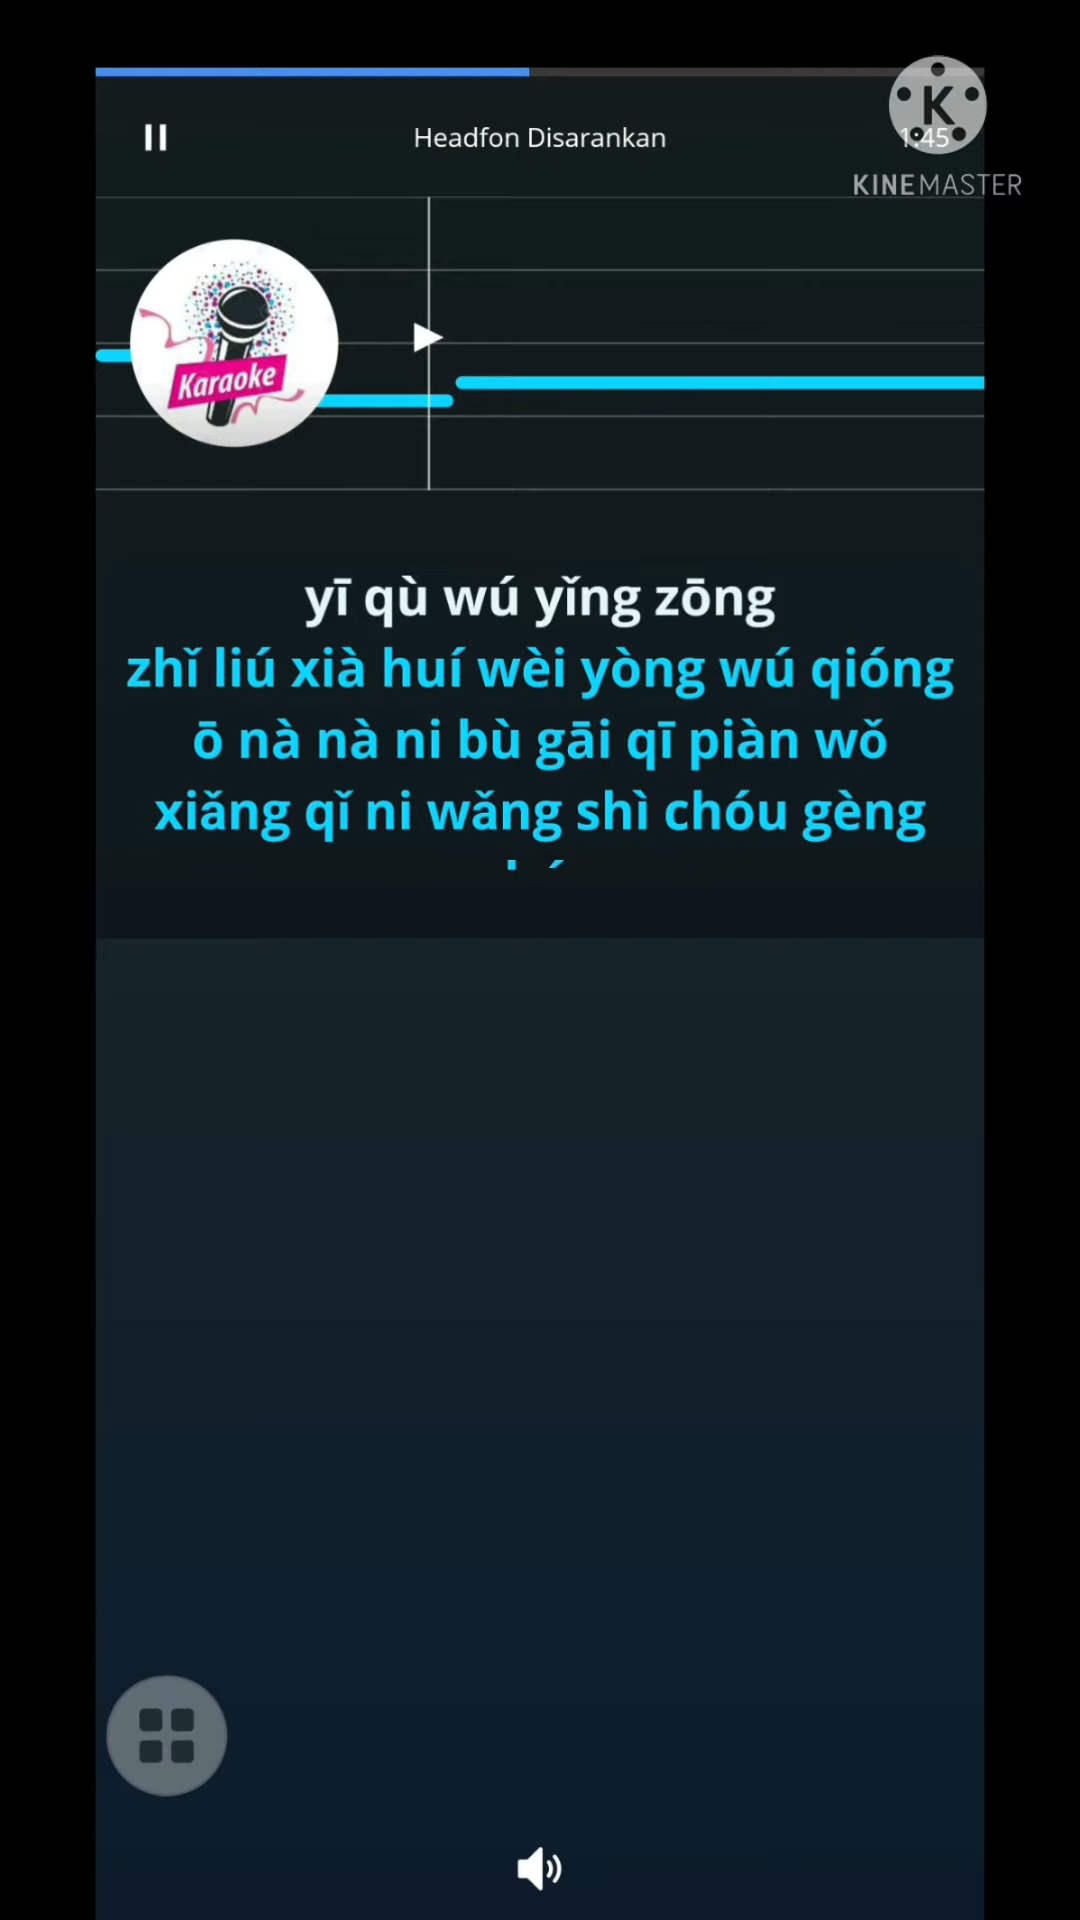 Headfon Disarankan
1:45
K
KINEMASTER
Karaoke
yī qù wú yǐng zōng
zhǐ liú xià huí wèi yòng wú qióng
ō nà nà ni bù gāi qī piàn wǒ
xiǎng qǐ ni wǎng shì chóu gèng